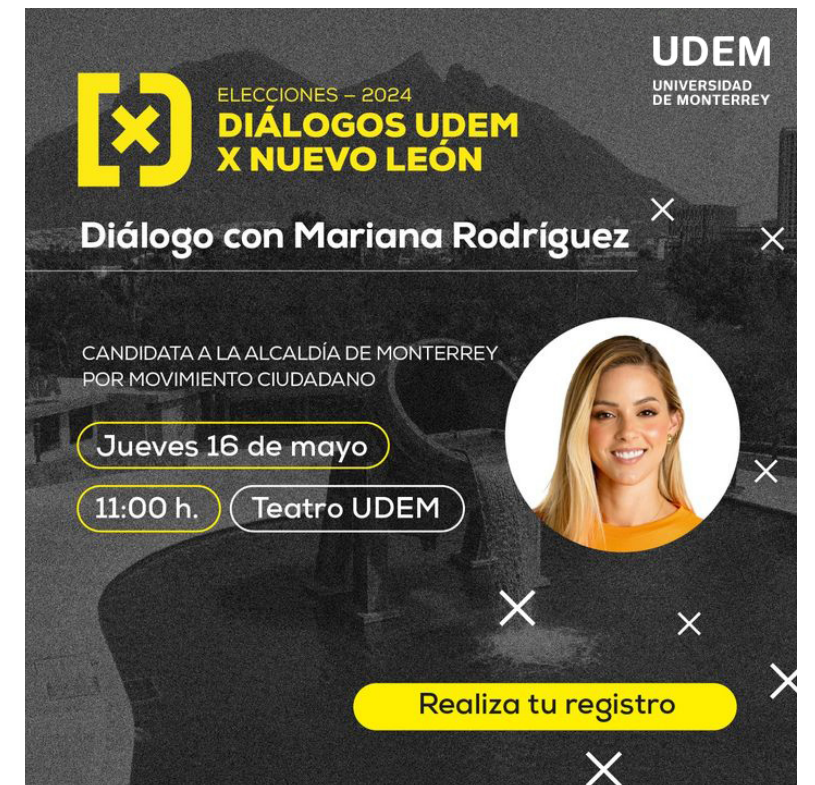 UDEM
UNIVERSIDAD
DE MONTERREY
ELECCIONES – 2024
DIÁLOGOS UDEM
X NUEVO LEÓN
Diálogo con Mariana Rodríguez
CANDIDATA A LA ALCALDÍA DE MONTERREY
POR MOVIMIENTO CIUDADANO
Jueves 16 de mayo
11:00 h. Teatro UDEM
Realiza tu registro